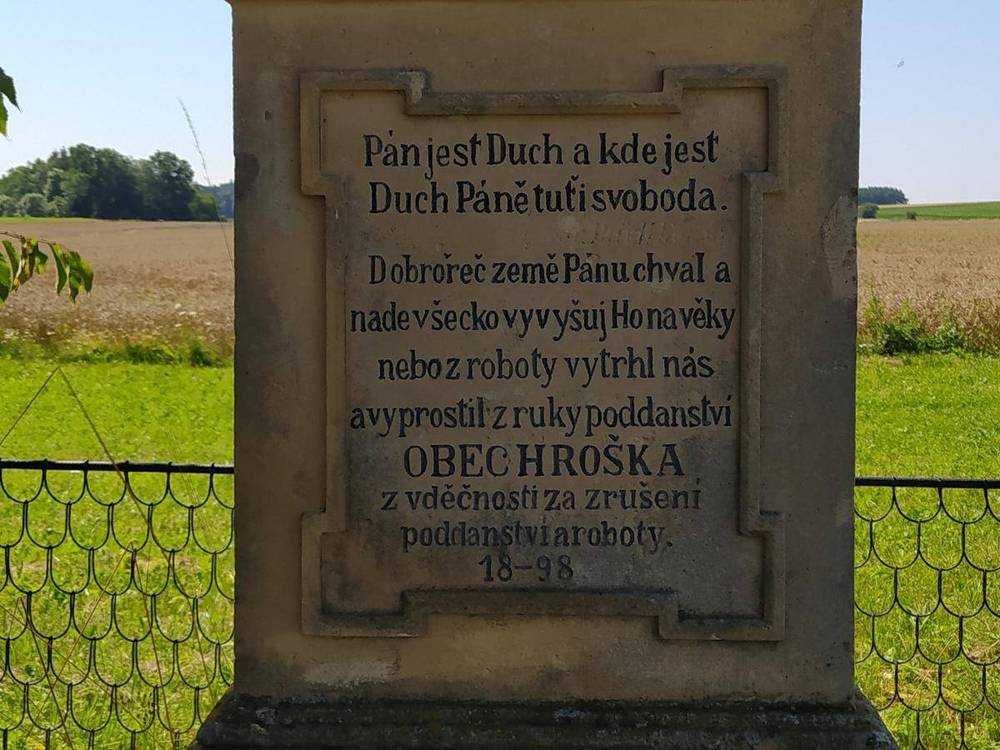 Pán jest Duch a kde jest
Duch Páně tuťi svoboda.
Dobrořeč země Pánu chval a
nade všecko vyvyšuj Ho na věky
nebo z roboty vytrhl nás
a vyprostil z ruky poddanství
OBEC HROŠKA
z vděčnosti za zrušení
poddanství a roboty.
18-98